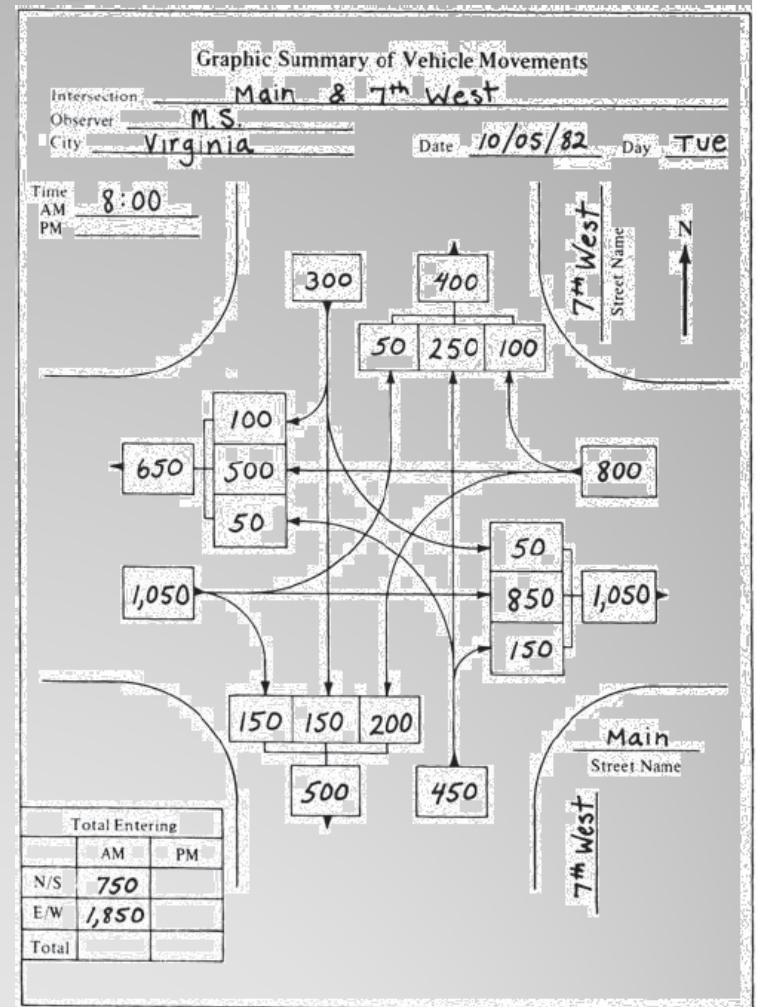 Graphic Summary of Vehicle Movements
Intersection Main & 7th West
Observer M.S.
City Virginia Date 10/05/82 Day Tue
Time
AM 8:00
PM
7th West
Street Name
N
300 400
50 250 100
100
650 500 800
50
50
1,050 850 1,050
150
150 150 200
500 450
Main
Street Name
7th West
Total Entering
AM PM
N/S 750
E/W 1,850
Total